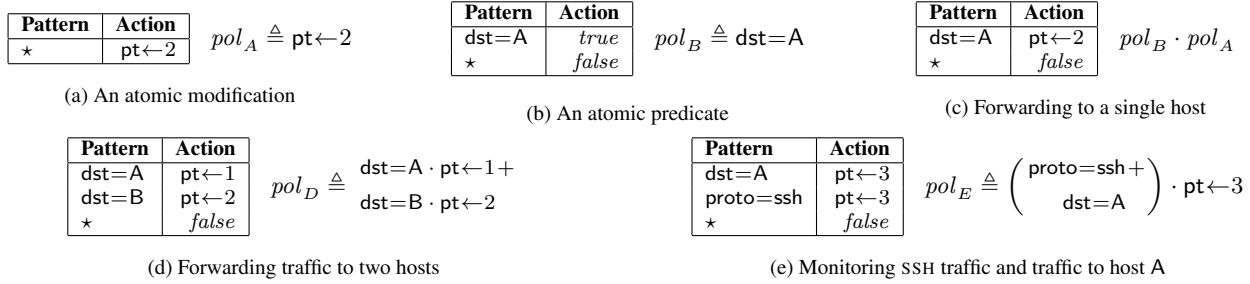 Pattern Action
⋆ pt←2
pol_A ≜ pt←2
(a) An atomic modification
Pattern Action
dst=A true
⋆ false
pol_B ≜ dst=A
(b) An atomic predicate
Pattern Action
dst=A pt←2
⋆ false
pol_B · pol_A
(c) Forwarding to a single host
Pattern Action
dst=A pt←1
dst=B pt←2
⋆ false
pol_D ≜ dst=A · pt←1+
dst=B · pt←2
(d) Forwarding traffic to two hosts
Pattern Action
dst=A pt←3
proto=ssh pt←3
⋆ false
pol_E ≜ (proto=ssh+
dst=A) · pt←3
(e) Monitoring SSH traffic and traffic to host A